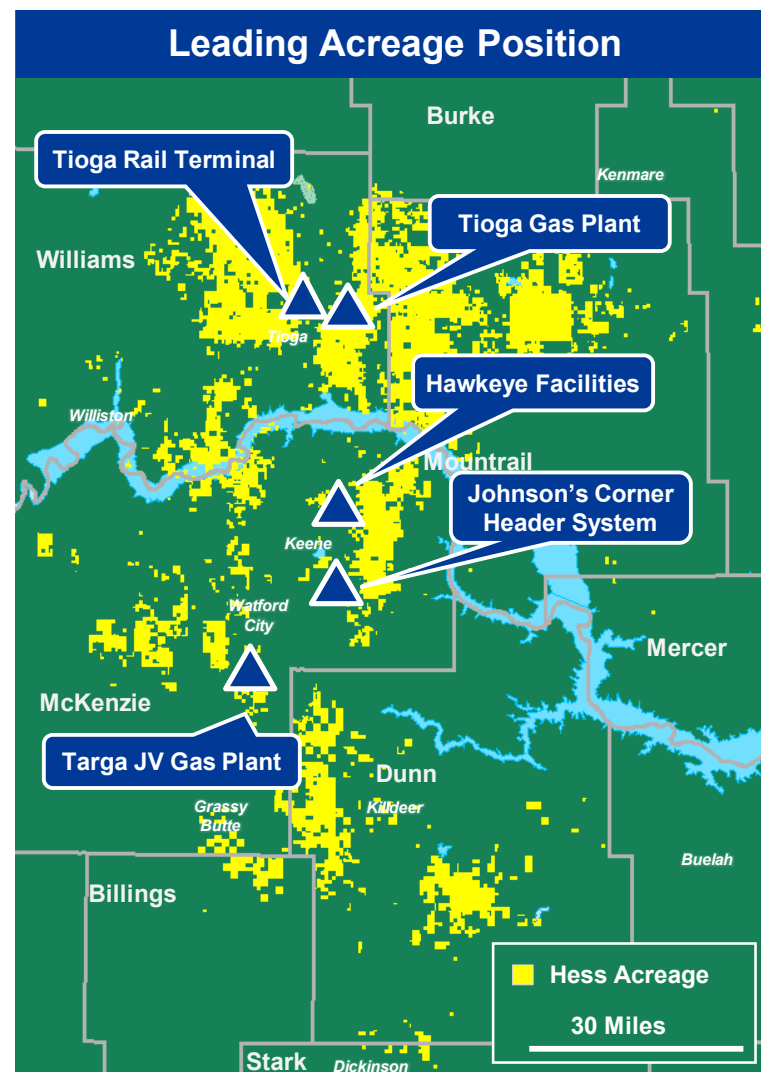 Leading Acreage Position
Burke
Tioga Rail Terminal
Kenmare
Tioga Gas Plant
Williams
Tioga
Hawkeye Facilities
Williston
Mountrail
Johnson's Corner
Header System
Keene
Watford
City
Mercer
McKenzie
Targa JV Gas Plant
Dunn
Grassy
Butte
Killdeer
Buelah
Billings
Hess Acreage
30 Miles
Stark
Dickinson